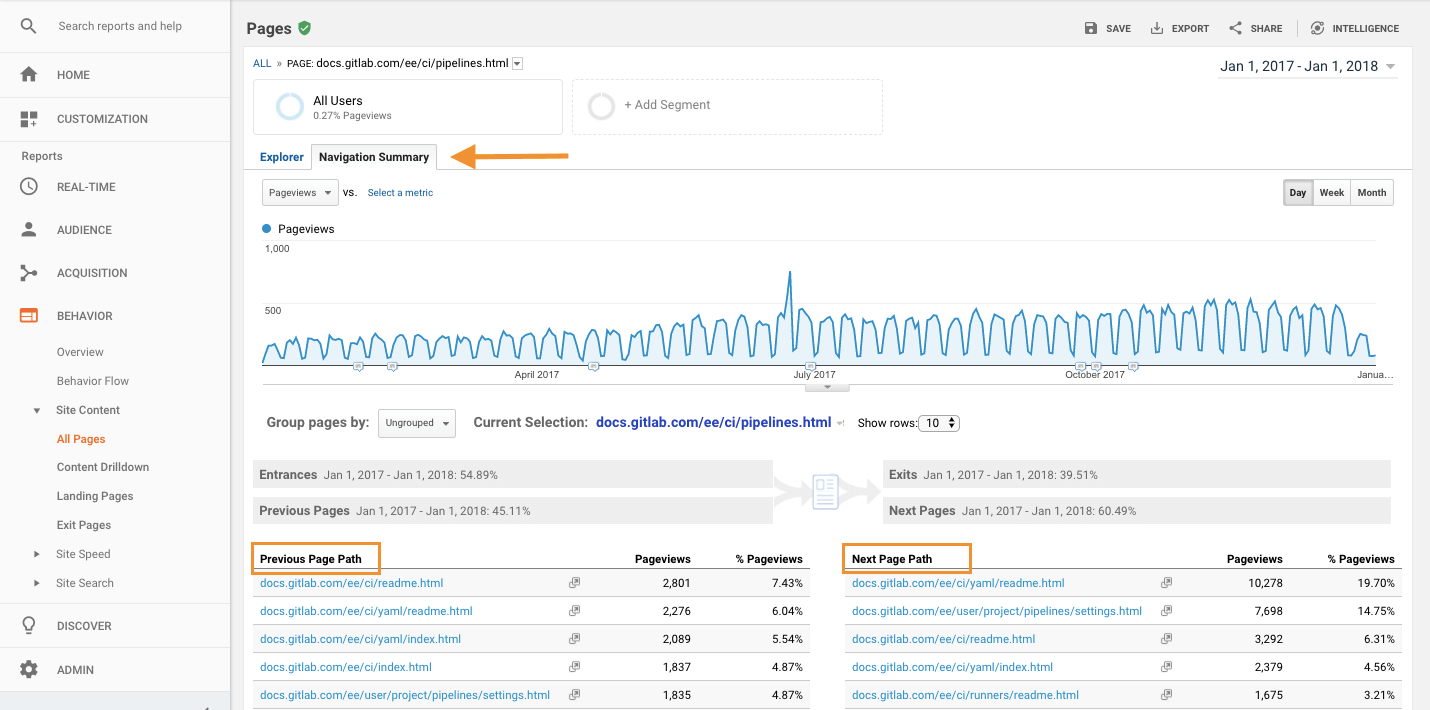 Search reports and help
HOME
CUSTOMIZATION
Reports
REAL-TIME
AUDIENCE
ACQUISITION
BEHAVIOR
Overview
Behavior Flow
Site Content
All Pages
Content Drilldown
Landing Pages
Exit Pages
Site Speed
Site Search
DISCOVER
ADMIN
Pages
SAVE EXPORT SHARE INTELLIGENCE
ALL » PAGE: docs.gitlab.com/ee/ci/pipelines.html
Jan 1, 2017 - Jan 1, 2018
All Users
0.27% Pageviews
+ Add Segment
Explorer Navigation Summary
Pageviews VS. Select a metric
Day Week Month
Pageviews
1,000
500
April 2017 July 2017 October 2017 Janua...
Group pages by: Ungrouped Current Selection: docs.gitlab.com/ee/ci/pipelines.html Show rows: 10
Entrances Jan 1, 2017 - Jan 1, 2018: 54.89%
Exits Jan 1, 2017 - Jan 1, 2018: 39.51%
Previous Pages Jan 1, 2017 - Jan 1, 2018: 45.11%
Next Pages Jan 1, 2017 - Jan 1, 2018: 60.49%
Previous Page Path Pageviews % Pageviews
docs.gitlab.com/ee/ci/readme.html 2,801 7.43%
docs.gitlab.com/ee/ci/yaml/readme.html 2,276 6.04%
docs.gitlab.com/ee/ci/yaml/index.html 2,089 5.54%
docs.gitlab.com/ee/ci/index.html 1,837 4.87%
docs.gitlab.com/ee/user/project/pipelines/settings.html 1,835 4.87%
Next Page Path Pageviews % Pageviews
docs.gitlab.com/ee/ci/yaml/readme.html 10,278 19.70%
docs.gitlab.com/ee/user/project/pipelines/settings.html 7,698 14.75%
docs.gitlab.com/ee/ci/readme.html 3,292 6.31%
docs.gitlab.com/ee/ci/yaml/index.html 2,379 4.56%
docs.gitlab.com/ee/ci/runners/readme.html 1,675 3.21%